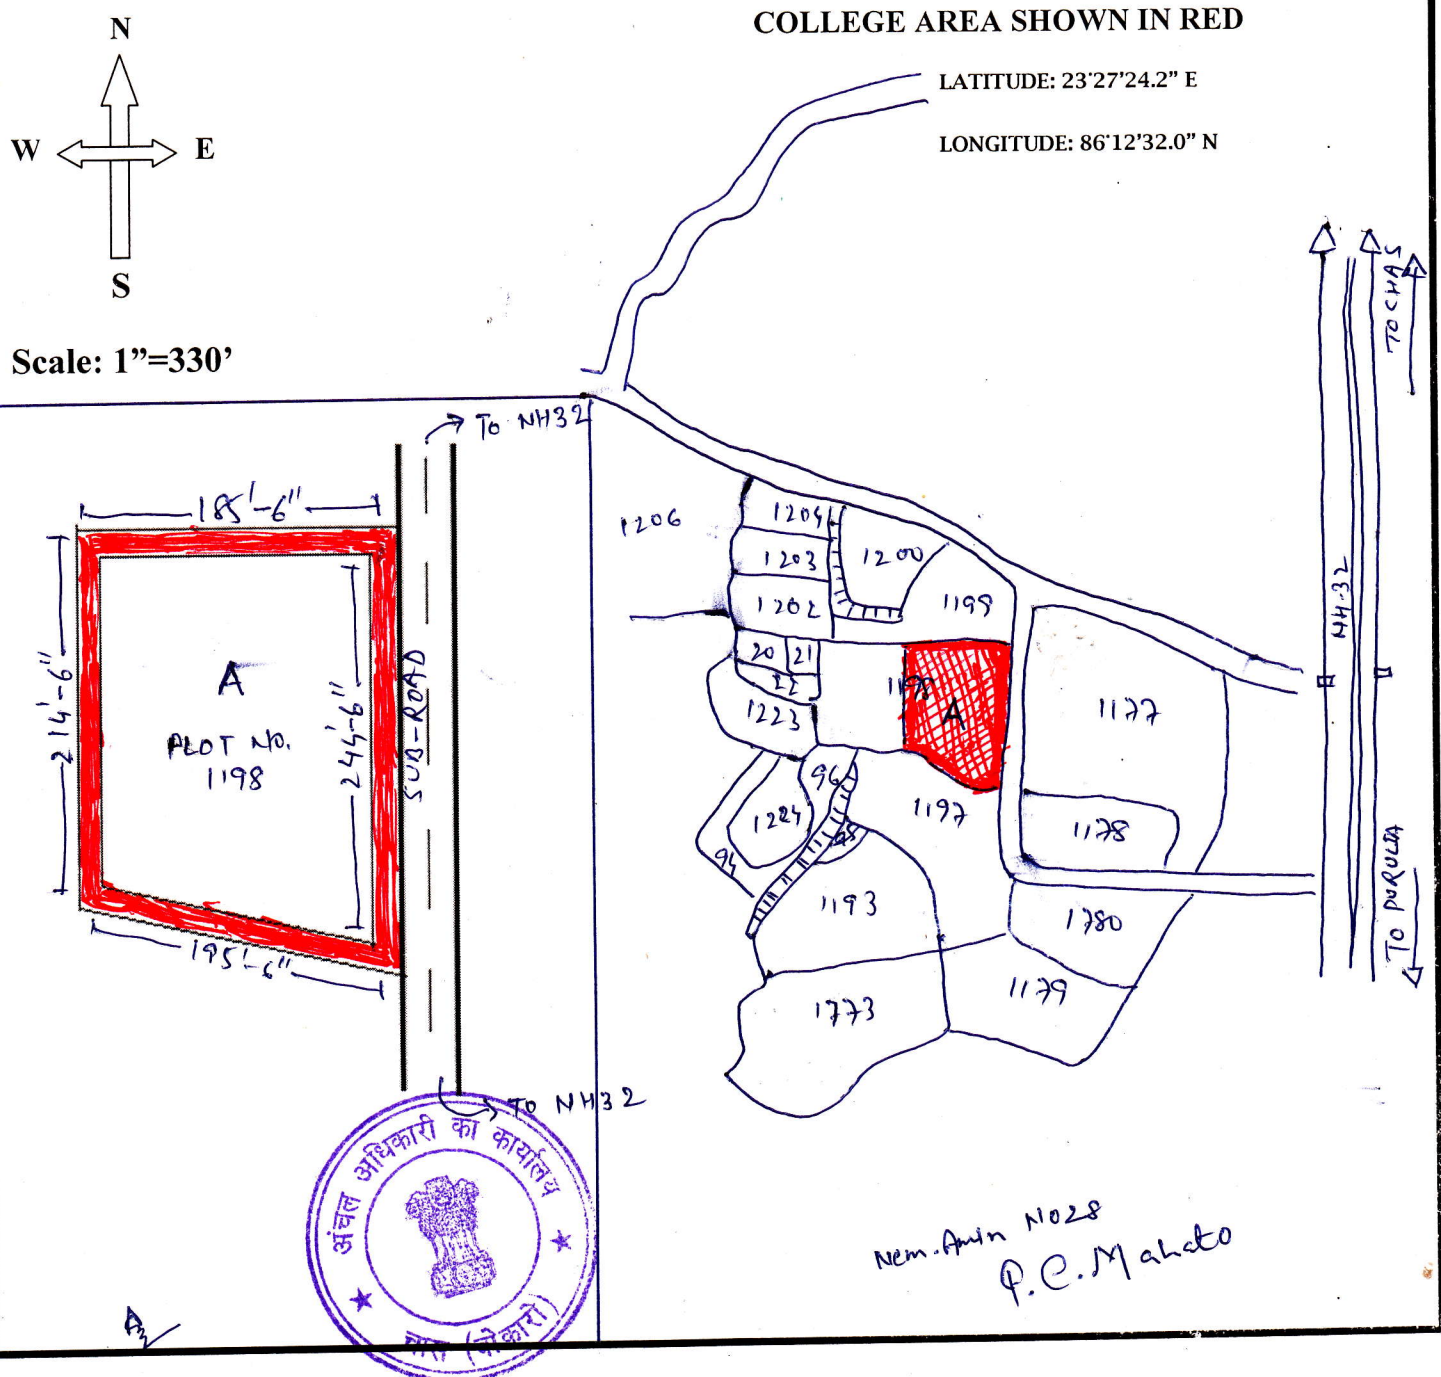 COLLEGE AREA SHOWN IN RED
N
LATITUDE: 23°27'24.2” E
W
E
LONGITUDE: 86°12'32.0” N
S
Scale: 1”=330’
To NH32
185'-6"
214'-6"
A
PLOT NO.
1198
244'-6"
195'-6"
SUB-ROAD
To NH32
1206
1204
1203
1202
1200
1199
20
21
22
1223
1198
A
1177
96
1224
94
95
1197
1178
1193
1780
1179
1773
NH-32
TO CHAS
TO PURULIA
अंचल अधिकारी का कार्यालय
चास (बोकारो)
Nem. Amin No28
P.C. Mahato